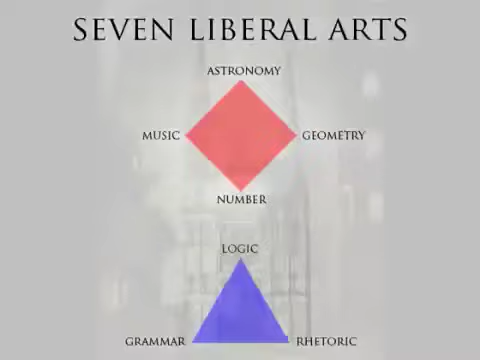 SEVEN LIBERAL ARTS
ASTRONOMY
MUSIC GEOMETRY
NUMBER
LOGIC
GRAMMAR RHETORIC